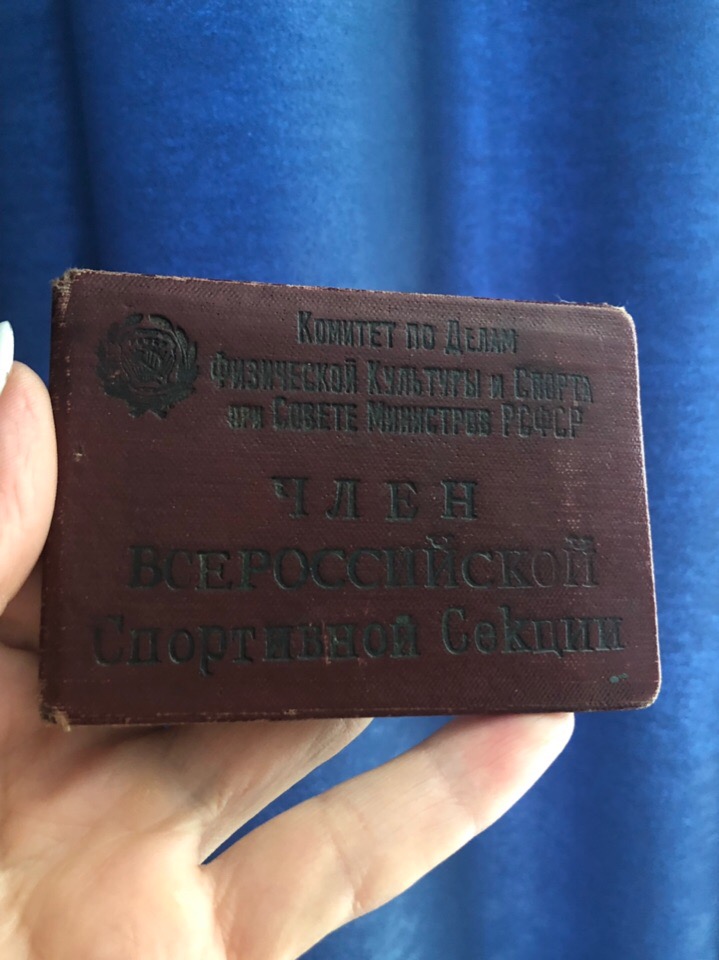 Комитет по Делам
Физической Культуры и Спорта
при Совете Министров РСФСР
ЧЛЕН
ВСЕРОССИЙСКОЙ
Спортивной Секции